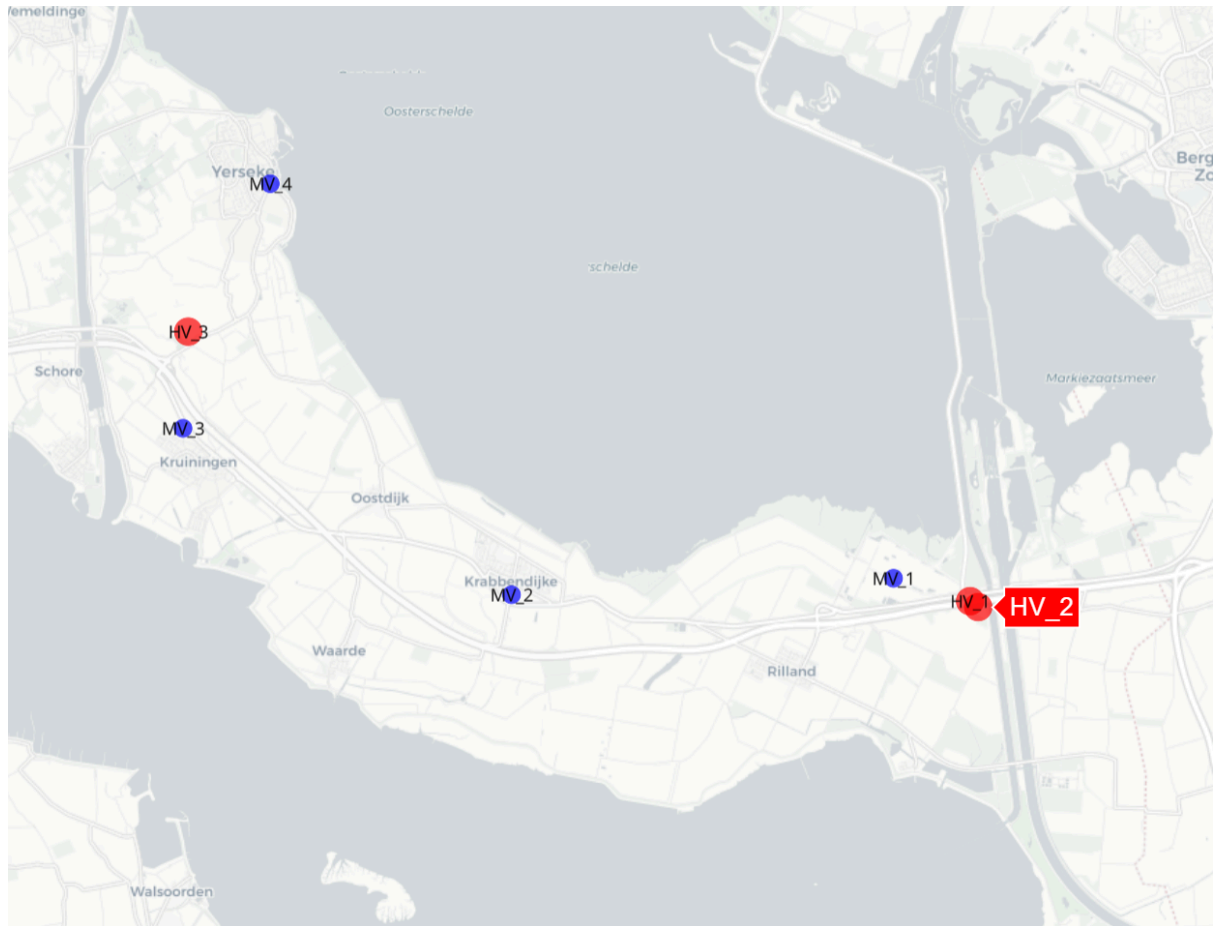 emeldinge
Oosterschelde
Berg
Zo
Yerseke
MV_4
schelde
HV_3
Schore
Markiezaatsmeer
MV_3
Kruiningen
Oostdijk
Krabbendijke
MV_2
MV_1
HV_1
HV_2
Waarde
Rilland
Walsoorden